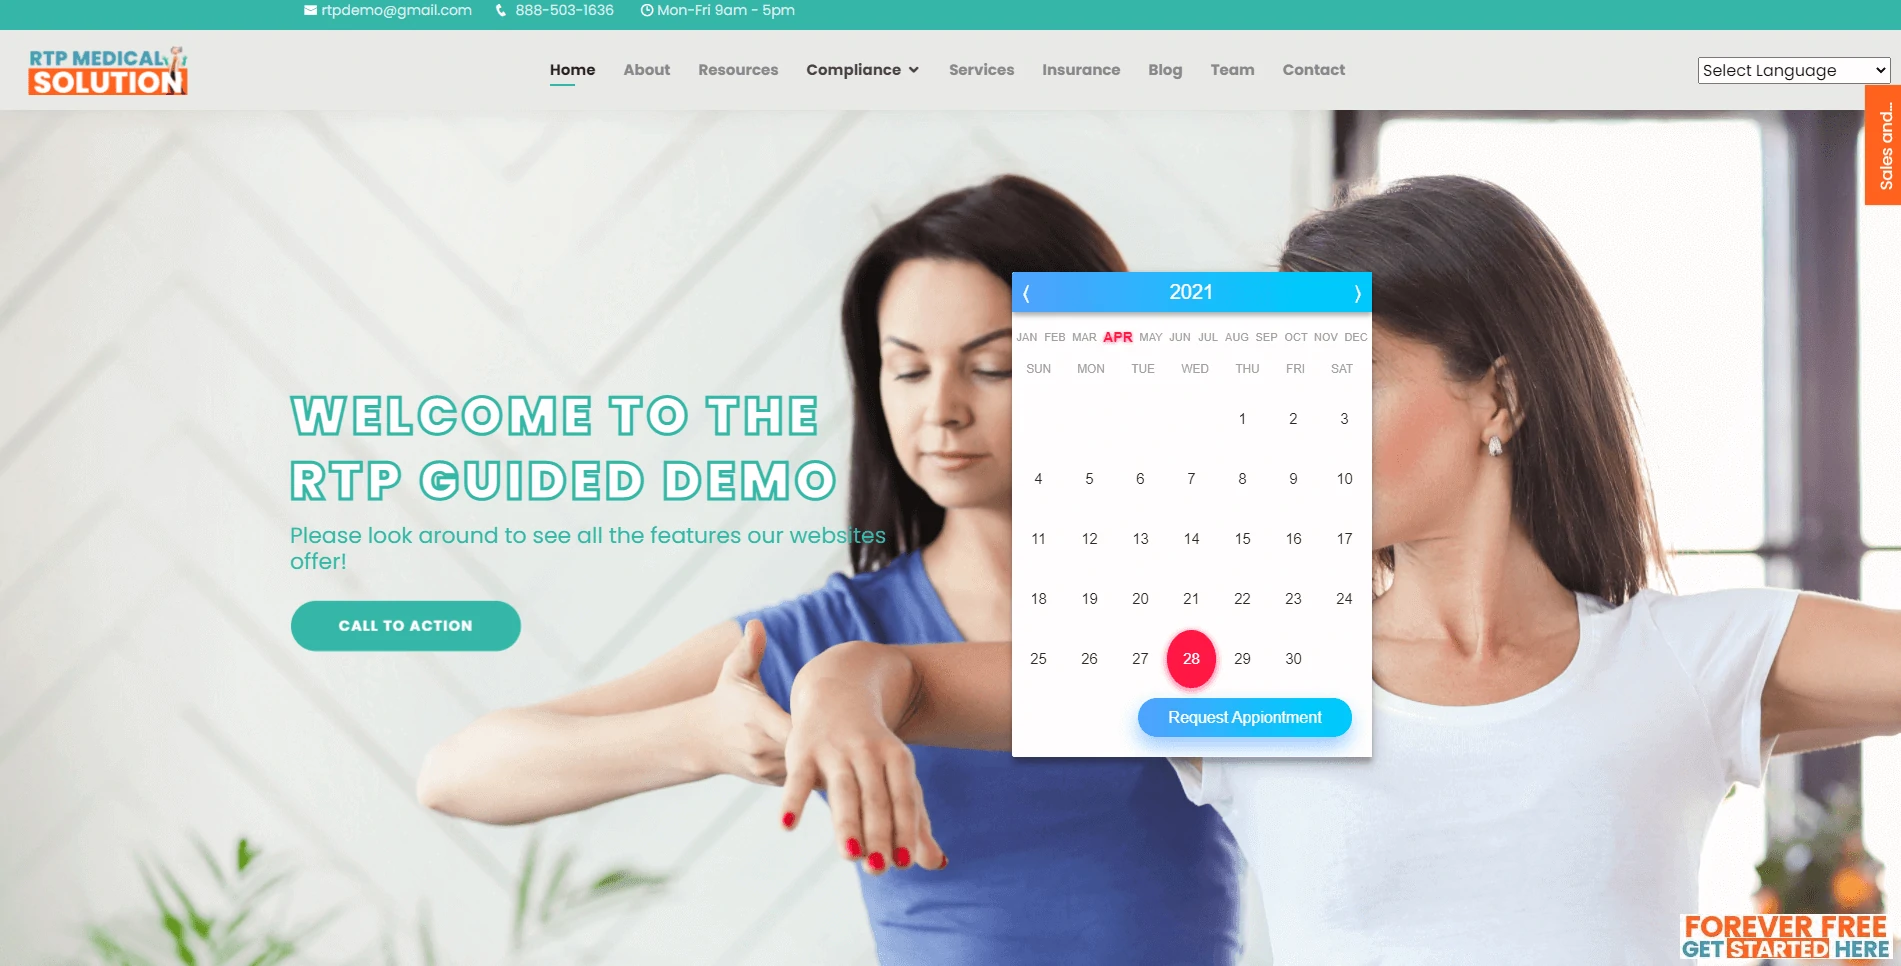 rtpdemo@gmail.com 888-503-1636 Mon-Fri 9am - 5pm
RTP MEDICAL
SOLUTION
Home About Resources Compliance Services Insurance Blog Team Contact
Select Language
Sales and...
WELCOME TO THE
RTP GUIDED DEMO
Please look around to see all the features our websites
offer!
CALL TO ACTION
⟨ 2021 ⟩
JAN FEB MAR APR MAY JUN JUL AUG SEP OCT NOV DEC
SUN MON TUE WED THU FRI SAT
1 2 3
4 5 6 7 8 9 10
11 12 13 14 15 16 17
18 19 20 21 22 23 24
25 26 27 28 29 30
Request Appiontment
FOREVER FREE
GET STARTED HERE